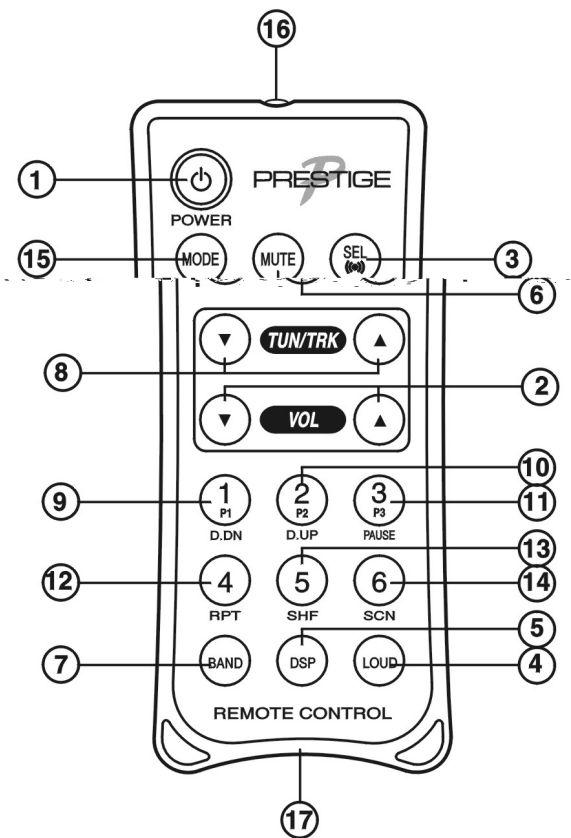 16
1
PRESTIGE
POWER
15
MODE
MUTE
SEL
3
6
▼ TUN/TRK ▲
8
2
▼ VOL ▲
9
1
P1
2
P2
3
P3
10
11
D.DN
D.UP
PAUSE
13
12
4
5
6
14
RPT
SHF
SCN
5
7
BAND
DSP
LOUD
4
REMOTE CONTROL
17